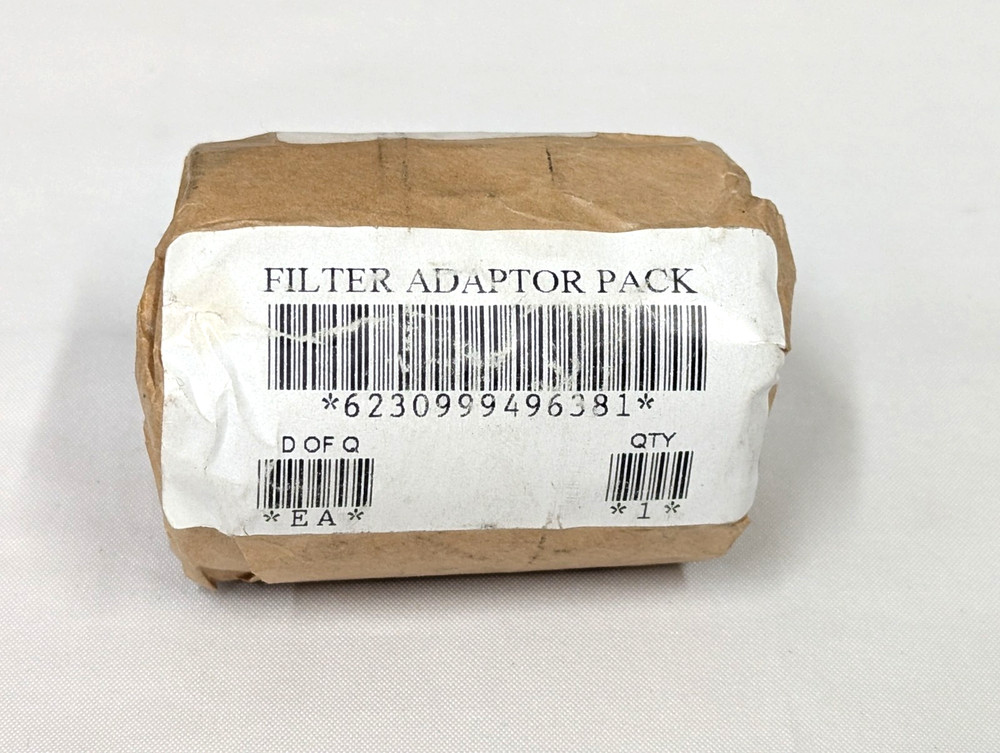 FILTER ADAPTOR PACK
*6230999496381*
D OF Q QTY
*EA* *1*